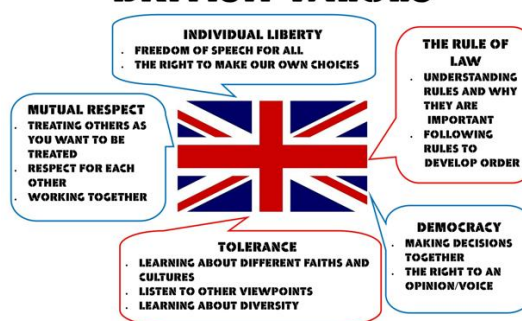 BRITISH VALUES
INDIVIDUAL LIBERTY
. FREEDOM OF SPEECH FOR ALL
. THE RIGHT TO MAKE OUR OWN CHOICES
THE RULE OF
LAW
. UNDERSTANDING
RULES AND WHY
THEY ARE
IMPORTANT
. FOLLOWING
RULES TO
DEVELOP ORDER
MUTUAL RESPECT
. TREATING OTHERS AS
YOU WANT TO BE
TREATED
. RESPECT FOR EACH
OTHER
. WORKING TOGETHER
TOLERANCE
. LEARNING ABOUT DIFFERENT FAITHS AND
CULTURES
. LISTEN TO OTHER VIEWPOINTS
. LEARNING ABOUT DIVERSITY
DEMOCRACY
. MAKING DECISIONS
TOGETHER
. THE RIGHT TO AN
OPINION/VOICE